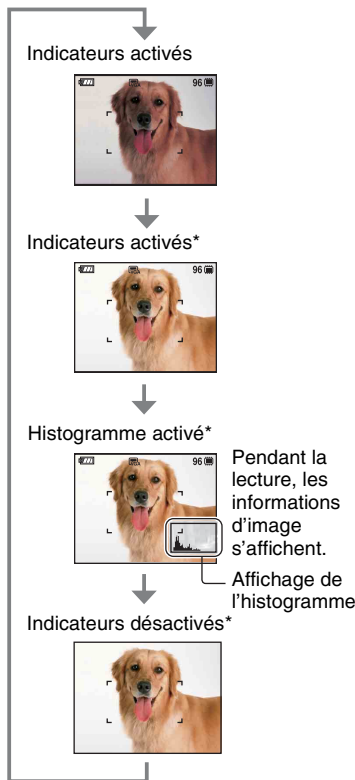 Indicateurs activés
96
Indicateurs activés*
96
Histogramme activé*
96
Pendant la
lecture, les
informations
d'image
s'affichent.
Affichage de
l'histogramme
Indicateurs désactivés*